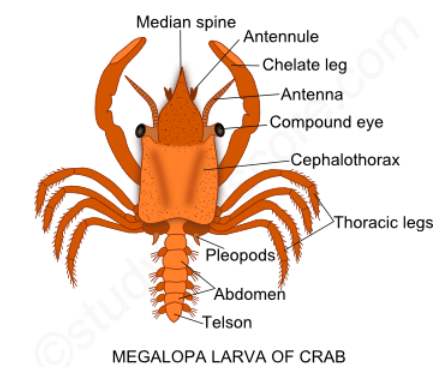 Median spine
Antennule
Chelate leg
Antenna
Compound eye
Cephalothorax
Thoracic legs
Pleopods
Abdomen
Telson
MEGALOPA LARVA OF CRAB